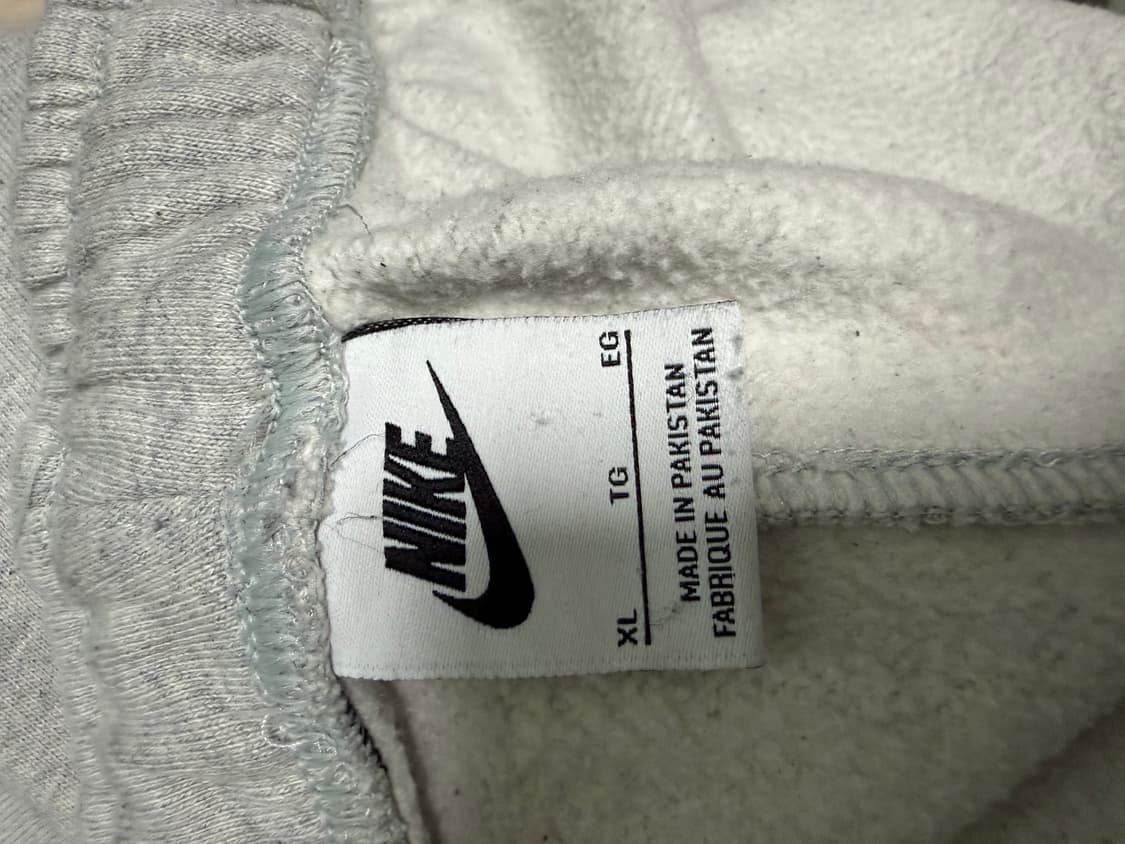 NIKE
XL TG EG
MADE IN PAKISTAN
FABRIQUE AU PAKISTAN